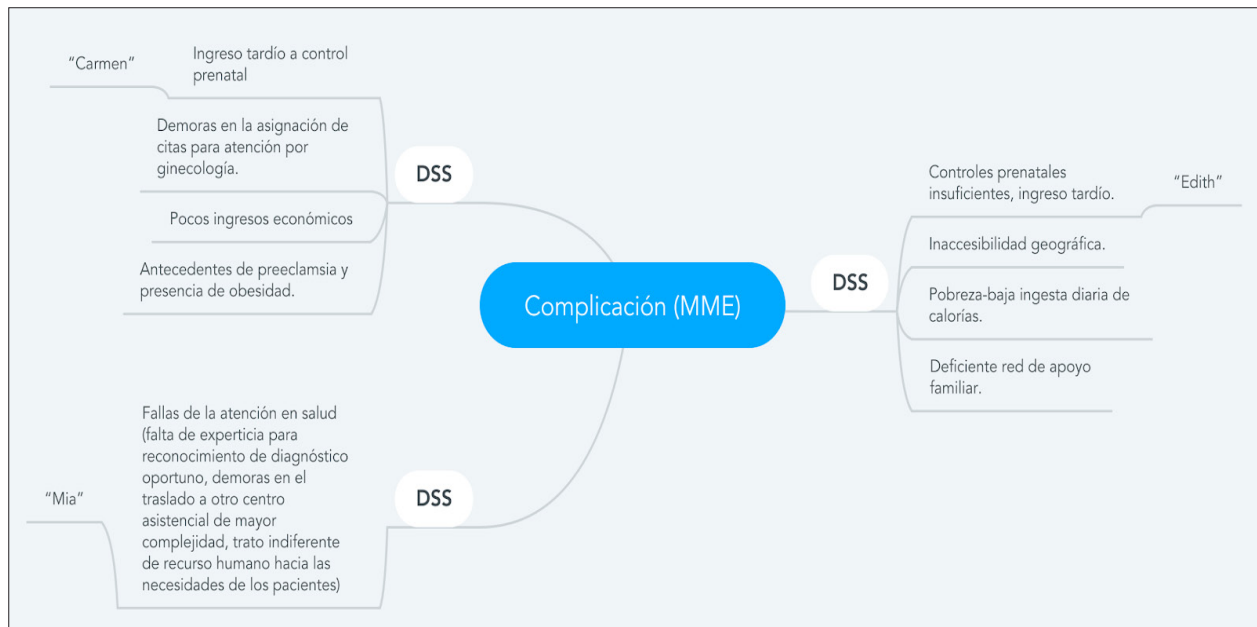 “Carmen”
Ingreso tardío a control
prenatal
Demoras en la asignación de
citas para atención por
ginecología.
Pocos ingresos económicos
Antecedentes de preeclamsia y
presencia de obesidad.
DSS
Fallas de la atención en salud
(falta de experticia para
reconocimiento de diagnóstico
oportuno, demoras en el
traslado a otro centro
asistencial de mayor
complejidad, trato indiferente
de recurso humano hacia las
necesidades de los pacientes)
“Mia”
DSS
Complicación (MME)
DSS
Controles prenatales
insuficientes, ingreso tardío.
“Edith”
Inaccesibilidad geográfica.
Pobreza-baja ingesta diaria de
calorías.
Deficiente red de apoyo
familiar.